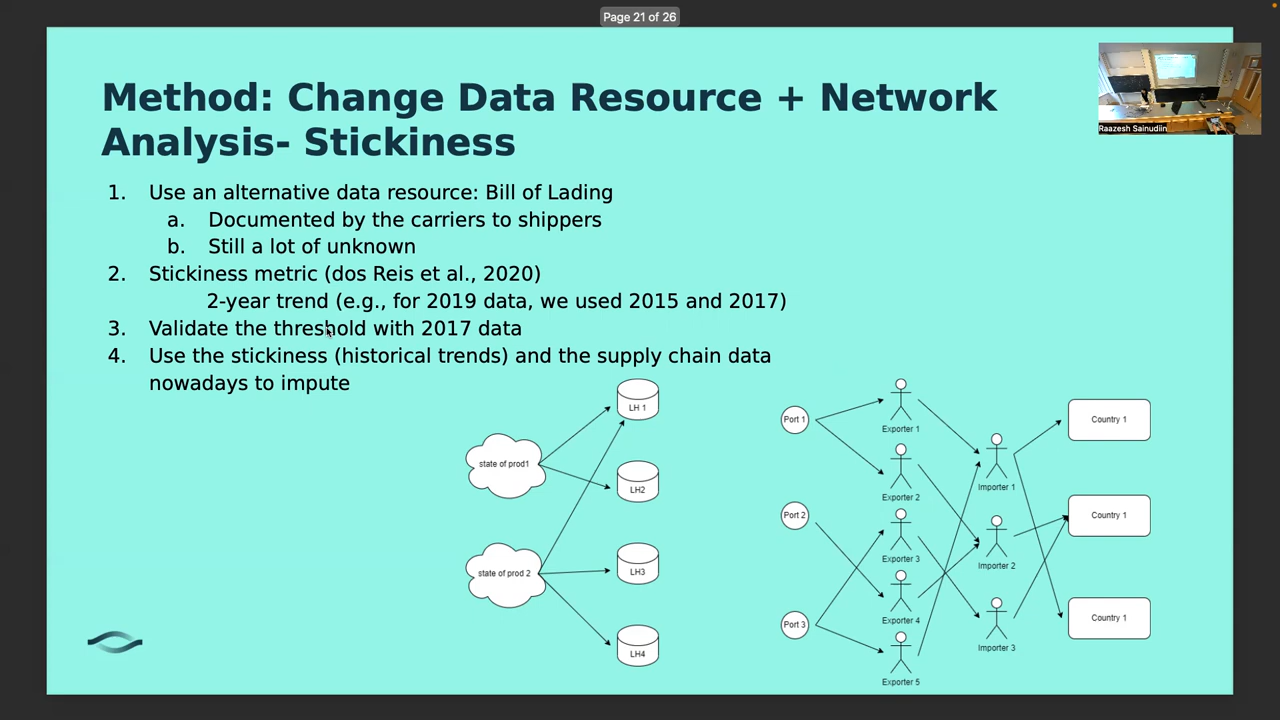 Page 21 of 26
Method: Change Data Resource + Network
Analysis- Stickiness
Raazesh Sainudiin
1. Use an alternative data resource: Bill of Lading
a. Documented by the carriers to shippers
b. Still a lot of unknown
2. Stickiness metric (dos Reis et al., 2020)
2-year trend (e.g., for 2019 data, we used 2015 and 2017)
3. Validate the threshold with 2017 data
4. Use the stickiness (historical trends) and the supply chain data
nowadays to impute
state of prod1
state of prod 2
LH 1
LH2
LH3
LH4
Port 1
Port 2
Port 3
Exporter 1
Exporter 2
Exporter 3
Exporter 4
Exporter 5
Importer 1
Importer 2
Importer 3
Country 1
Country 1
Country 1